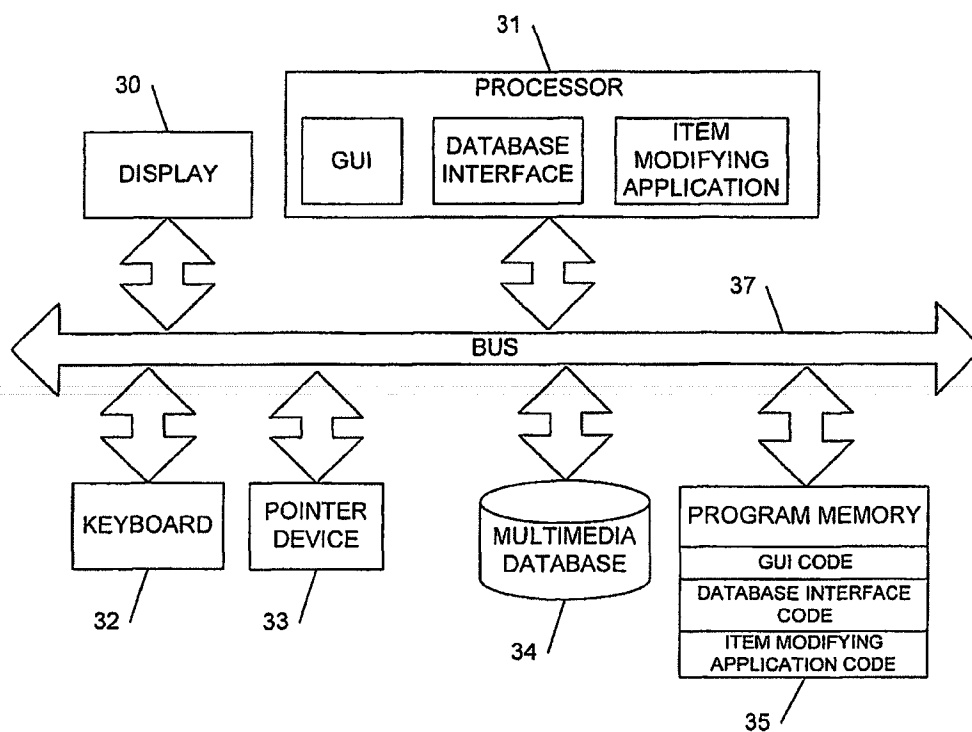 31
30
PROCESSOR
DISPLAY
GUI
DATABASE
INTERFACE
ITEM
MODIFYING
APPLICATION
37
BUS
KEYBOARD
POINTER
DEVICE
MULTIMEDIA
DATABASE
PROGRAM MEMORY
GUI CODE
DATABASE INTERFACE
CODE
ITEM MODIFYING
APPLICATION CODE
32
33
34
35